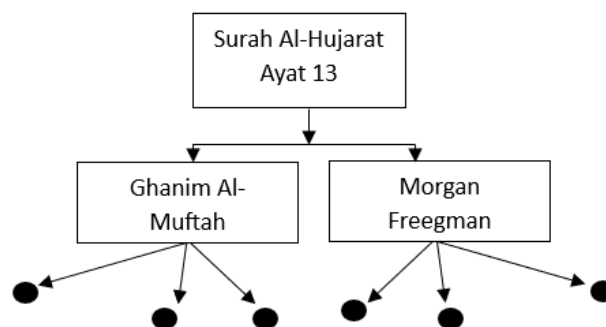 Surah Al-Hujarat
Ayat 13
Ghanim Al-
Muftah
Morgan
Freegman